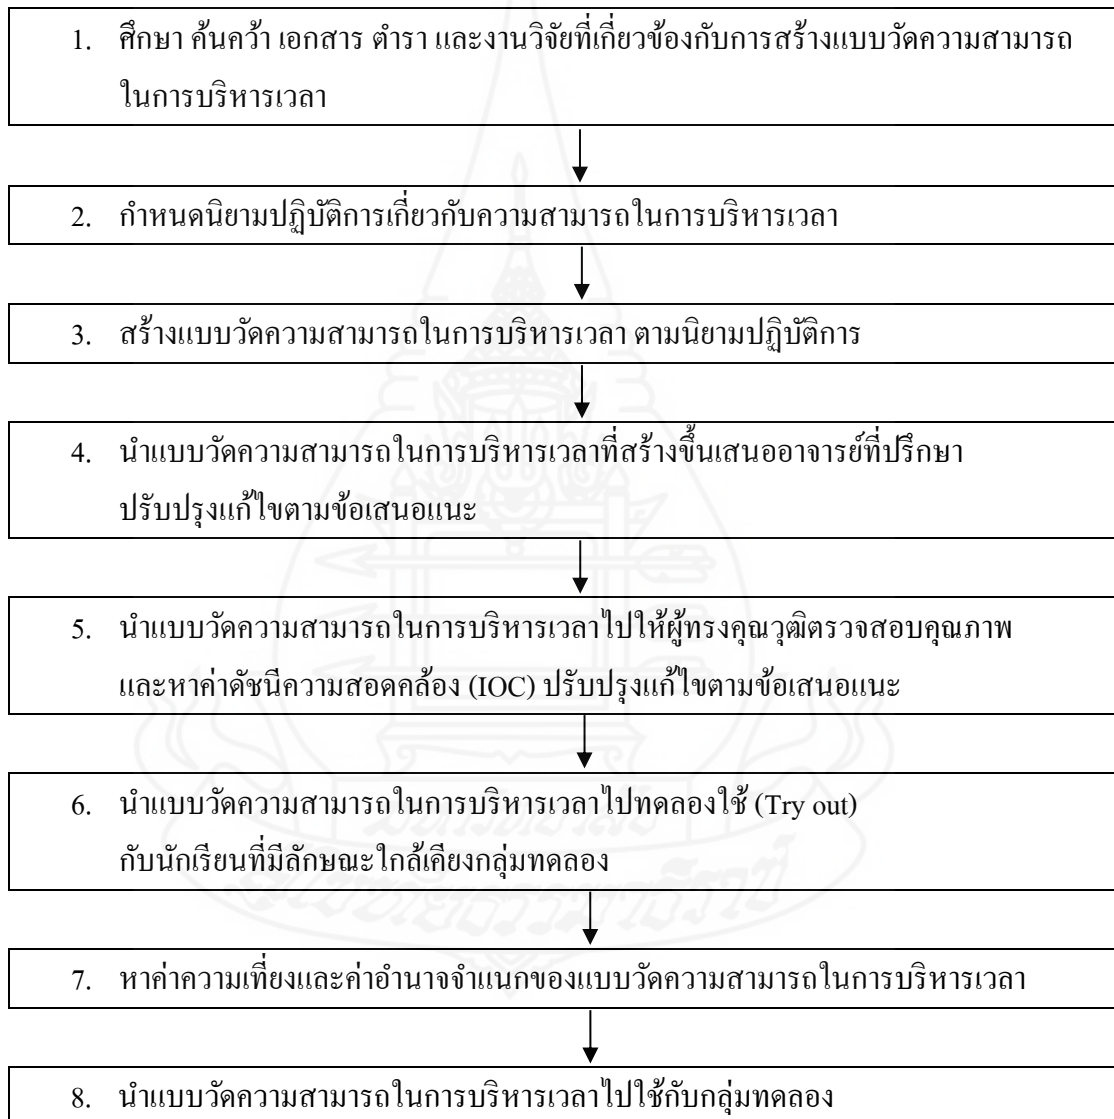 1. ศึกษา ค้นคว้า เอกสาร ตำรา และงานวิจัยที่เกี่ยวข้องกับการสร้างแบบวัดความสามารถ
ในการบริหารเวลา
2. กำหนดนิยามปฏิบัติการเกี่ยวกับความสามารถในการบริหารเวลา
3. สร้างแบบวัดความสามารถในการบริหารเวลา ตามนิยามปฏิบัติการ
4. นำแบบวัดความสามารถในการบริหารเวลาที่สร้างขึ้นเสนออาจารย์ที่ปรึกษา
ปรับปรุงแก้ไขตามข้อเสนอแนะ
5. นำแบบวัดความสามารถในการบริหารเวลาไปให้ผู้ทรงคุณวุฒิตรวจสอบคุณภาพ
และหาค่าดัชนีความสอดคล้อง (IOC) ปรับปรุงแก้ไขตามข้อเสนอแนะ
6. นำแบบวัดความสามารถในการบริหารเวลาไปทดลองใช้ (Try out)
กับนักเรียนที่มีลักษณะใกล้เคียงกลุ่มทดลอง
7. หาค่าความเที่ยงและค่าอำนาจจำแนกของแบบวัดความสามารถในการบริหารเวลา
8. นำแบบวัดความสามารถในการบริหารเวลาไปใช้กับกลุ่มทดลอง